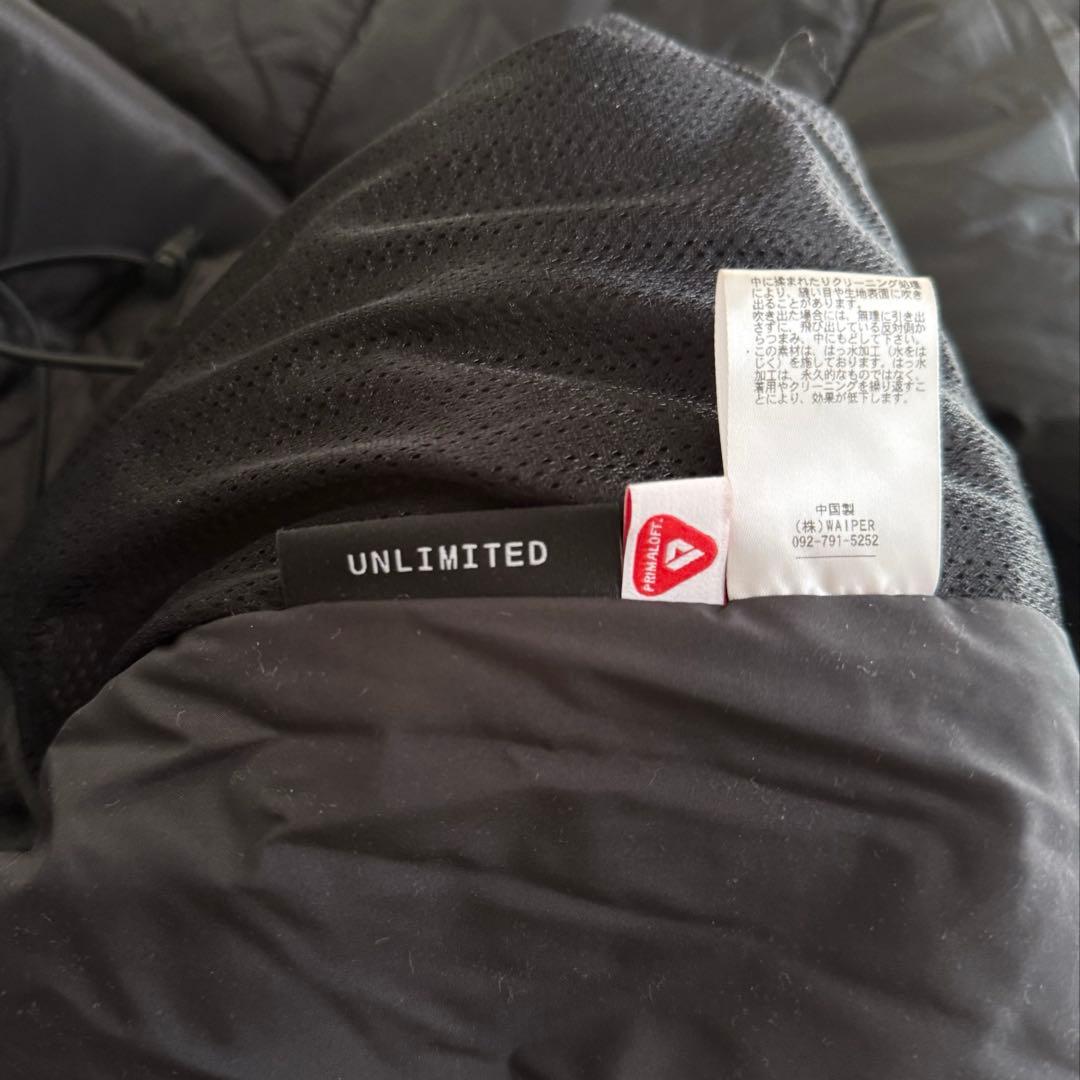 中に揉まれたりクリーニング処理
により、縫い目や生地表面に吹き
出ることがあります。
吹き出た場合には、無理に引き出
さずに、飛び出している反対側か
らつまみ、中にもどして下さい。
・この素材は、はっ水加工（水をは
じく）を施しております。はっ水
加工は、永久的なものではなく、
着用やクリーニングを繰り返すこ
とにより、効果が低下します。
UNLIMITED
PRIMALOFT
中国製
(株)WAIPER
092-791-5252